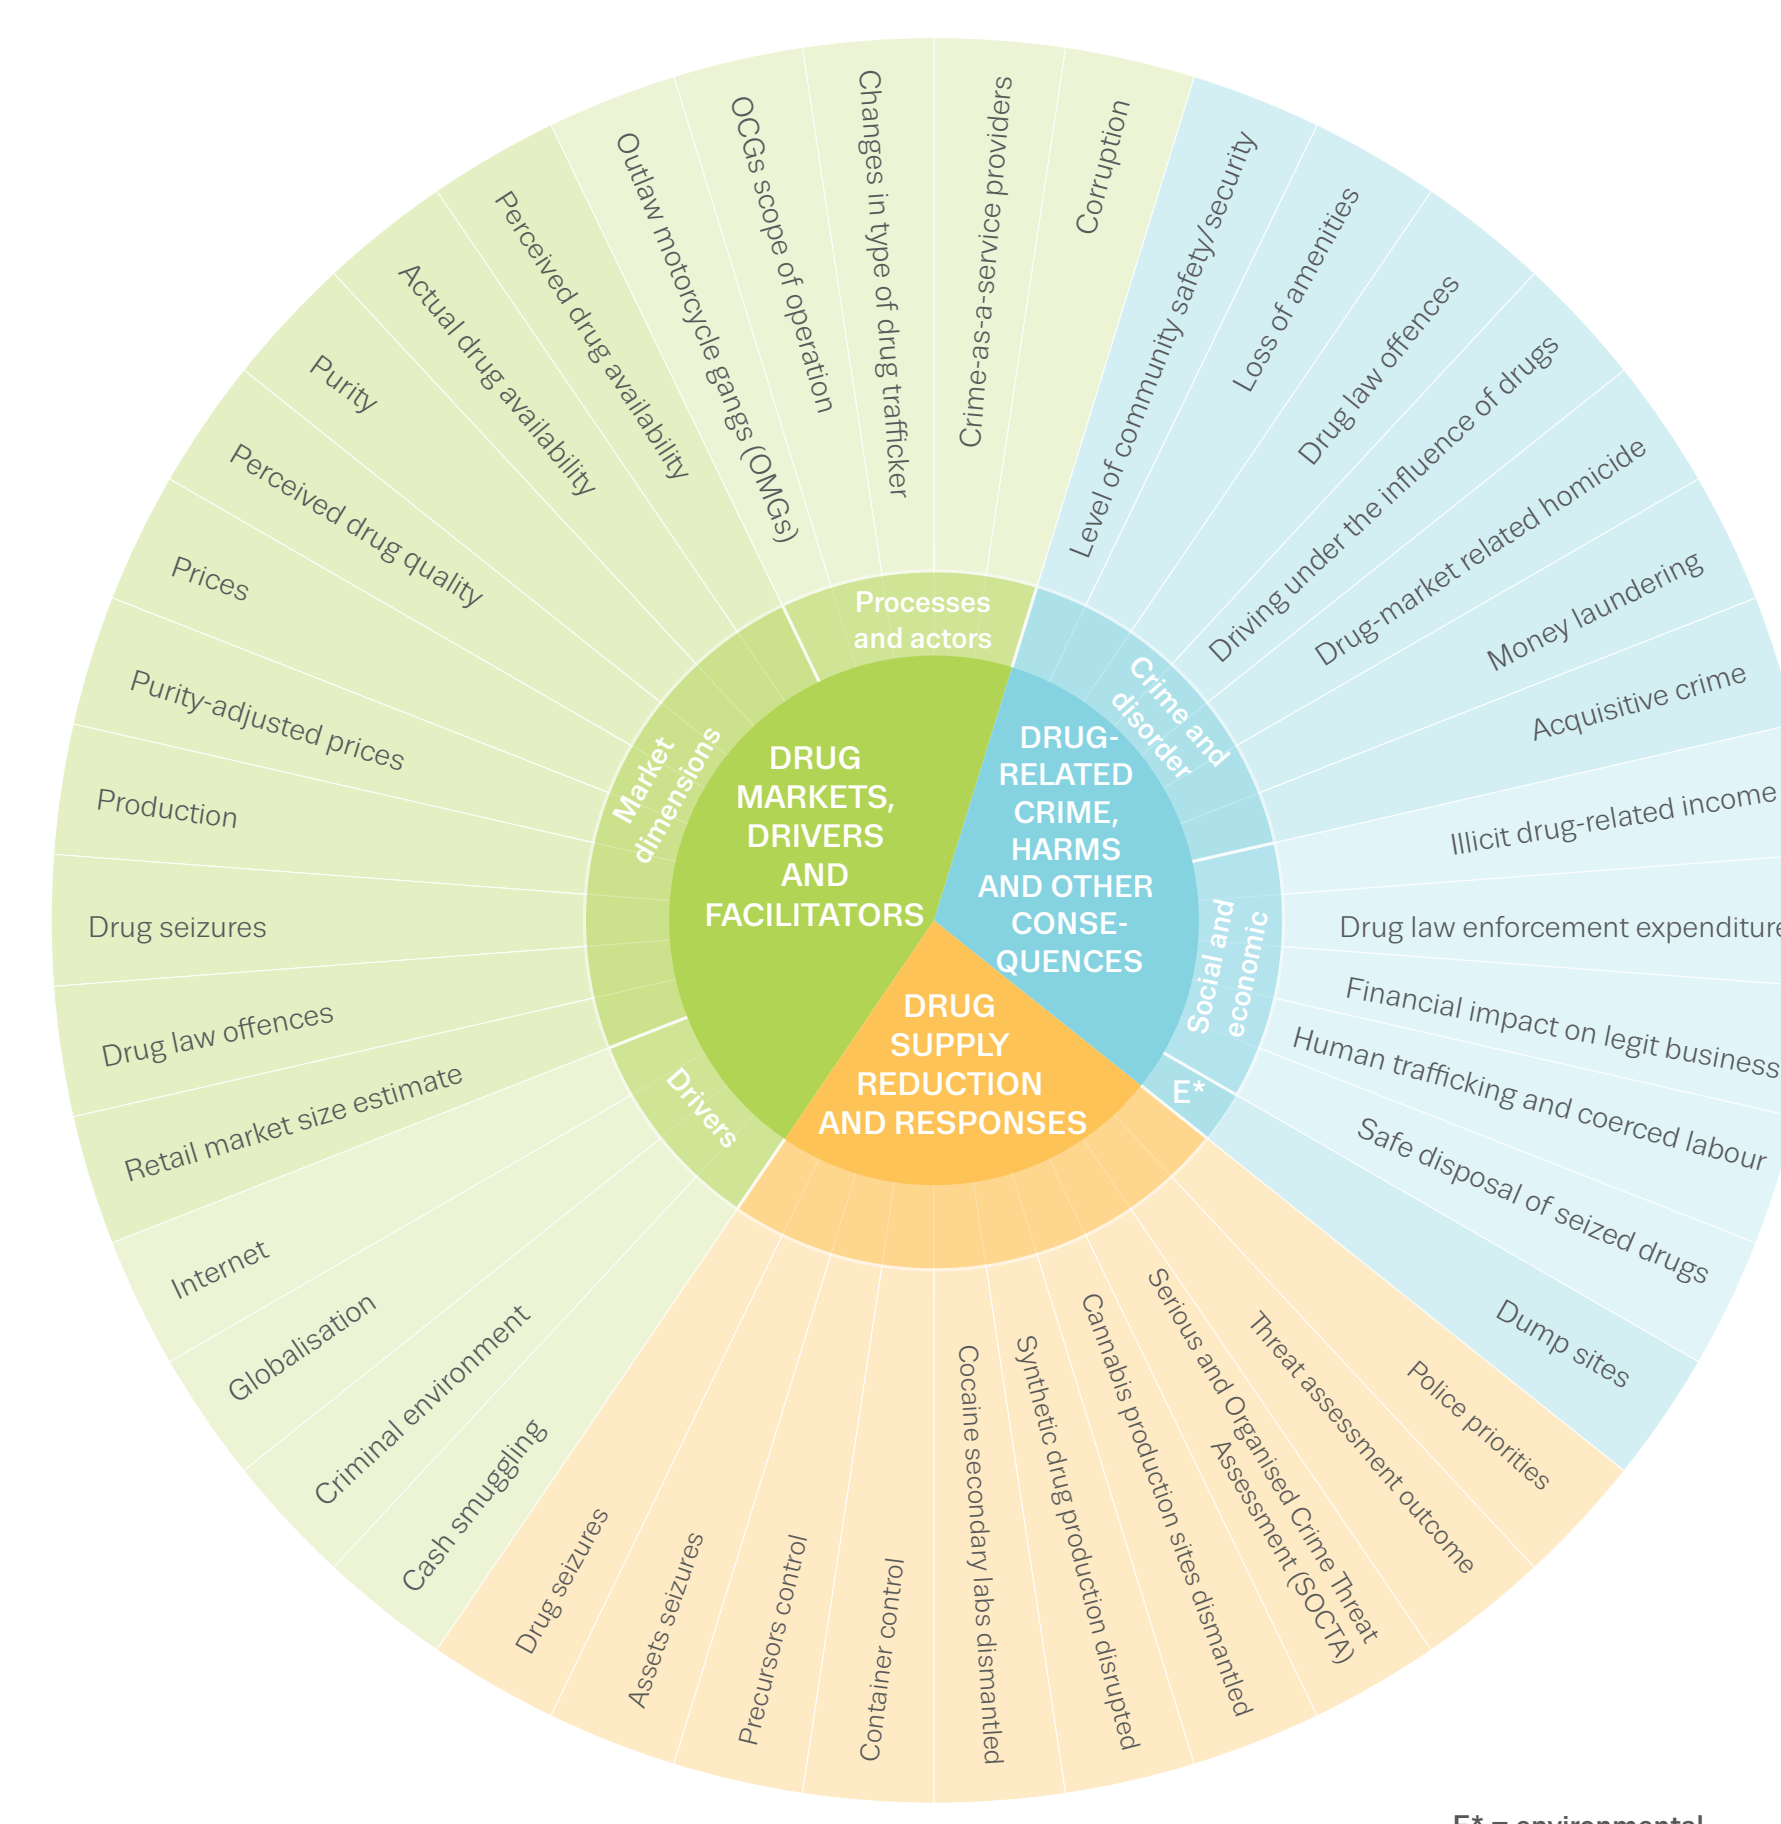 DRUG
MARKETS,
DRIVERS
AND
FACILITATORS
Processes
and actors
Outlaw motorcycle gangs (OMGs)
OCGs scope of operation
Changes in type of drug trafficker
Crime-as-a-service providers
Corruption
DRUG-
RELATED
CRIME,
HARMS
AND OTHER
CONSE-
QUENCES
Crime and
disorder
Level of community safety/security
Loss of amenities
Drug law offences
Driving under the influence of drugs
Drug-market related homicide
Money laundering
Acquisitive crime
Social and
economic
Illicit drug-related income
Drug law enforcement expenditure
Financial impact on legit business
Human trafficking and coerced labour
Safe disposal of seized drugs
E*
Dump sites
DRUG
SUPPLY
REDUCTION
AND RESPONSES
Police priorities
Threat assessment outcome
Serious and Organised Crime Threat
Assessment (SOCTA)
Cannabis production sites dismantled
Synthetic drug production disrupted
Cocaine secondary labs dismantled
Container control
Precursors control
Assets seizures
Drug seizures
Drivers
Cash smuggling
Criminal environment
Globalisation
Internet
Market
dimensions
Retail market size estimate
Drug law offences
Drug seizures
Production
Purity-adjusted prices
Prices
Perceived drug quality
Purity
Actual drug availability
Perceived drug availability
E* = environmental